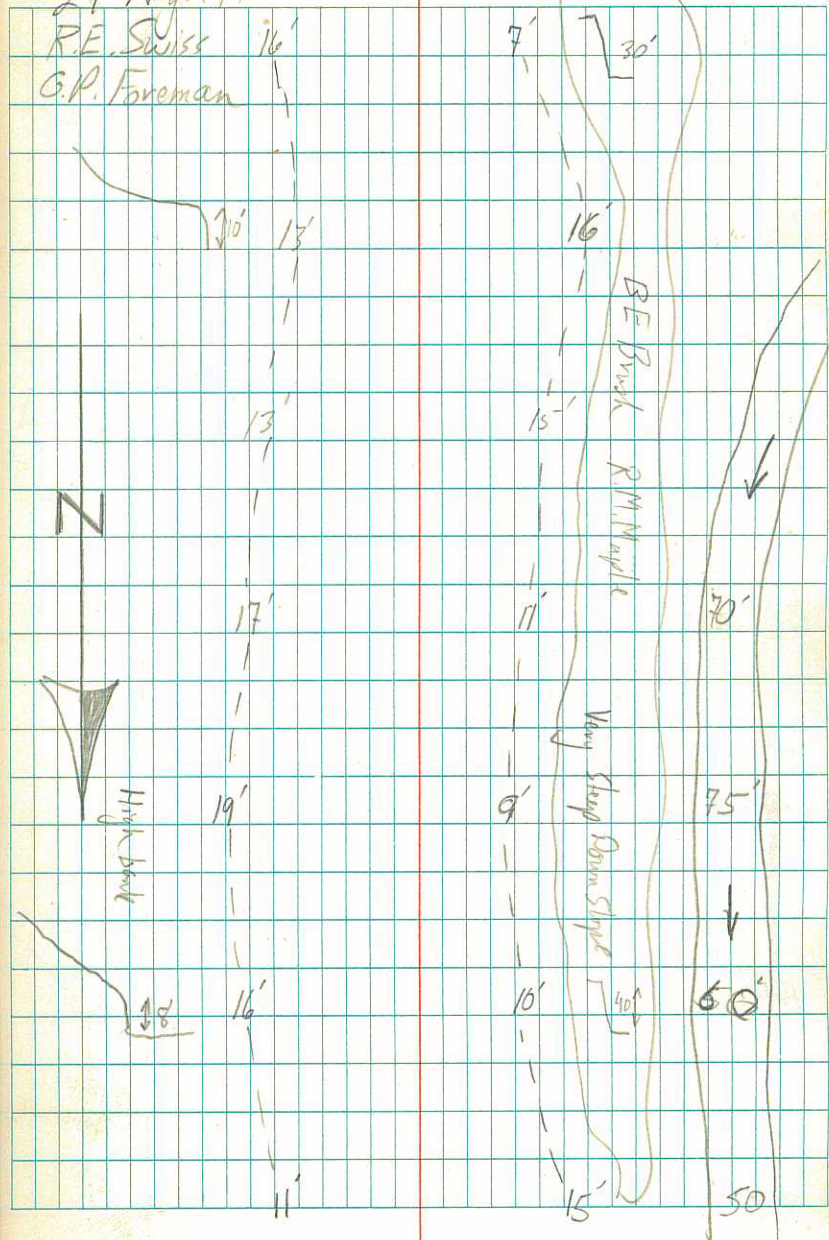 R.E. Swiss
G.P. Foreman
16' 7' 30'
10' 13' 16'
BE Brush R.M. Maple
13' 15'
N
17' 11' 70'
Very Steep Down Slope
High bank
19' 9' 75'
8' 16' 10' 40' 60'
11' 15' 50